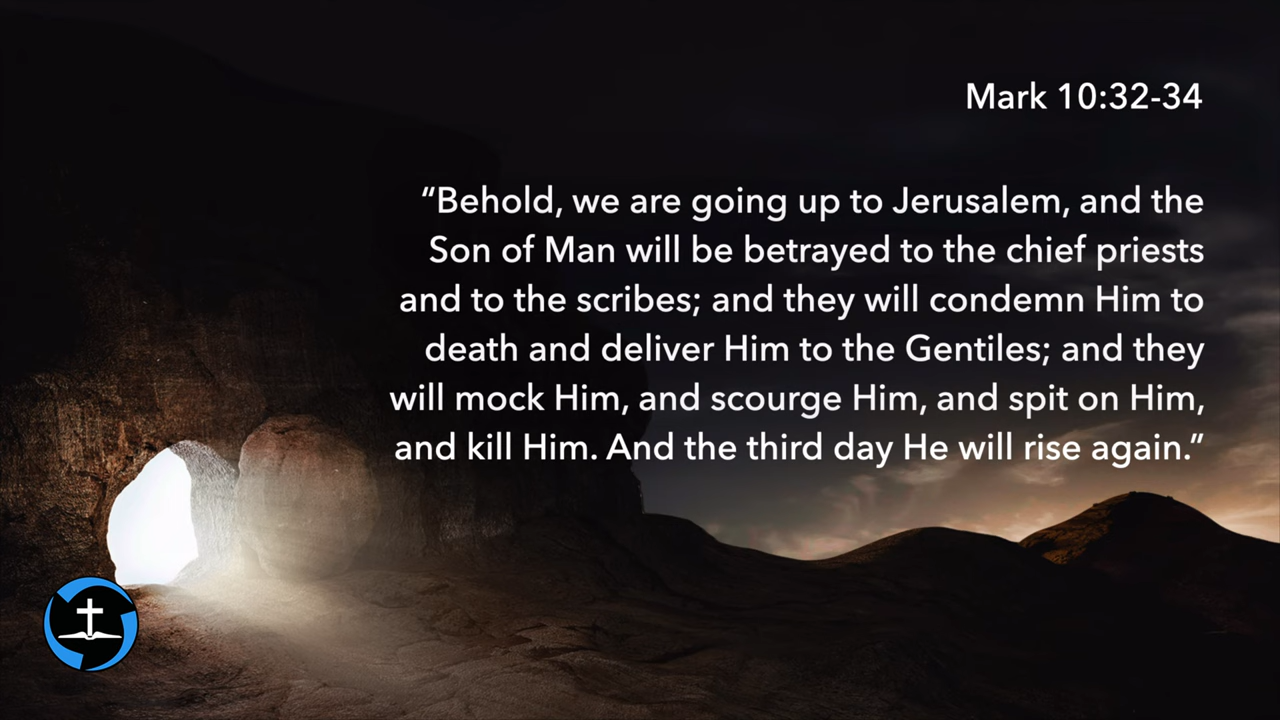 Mark 10:32-34
“Behold, we are going up to Jerusalem, and the
Son of Man will be betrayed to the chief priests
and to the scribes; and they will condemn Him to
death and deliver Him to the Gentiles; and they
will mock Him, and scourge Him, and spit on Him,
and kill Him. And the third day He will rise again.”